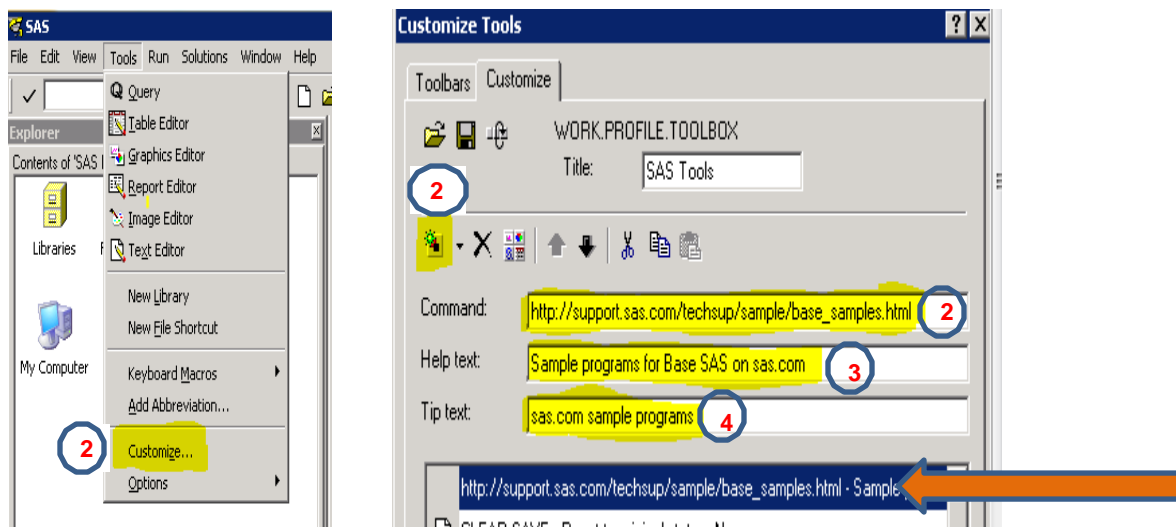 SAS
File Edit View Tools Run Solutions Window Help
Explorer
Contents of 'SAS
Libraries
My Computer
Query
Table Editor
Graphics Editor
Report Editor
Image Editor
Text Editor
New Library
New File Shortcut
Keyboard Macros
Add Abbreviation...
2
Customize...
Options
Customize Tools
Toolbars Customize
WORK.PROFILE.TOOLBOX
Title: SAS Tools
2
Command: http://support.sas.com/techsup/sample/base_samples.html 2
Help text: Sample programs for Base SAS on sas.com 3
Tip text: sas.com sample programs 4
http://support.sas.com/techsup/sample/base_samples.html - Sample